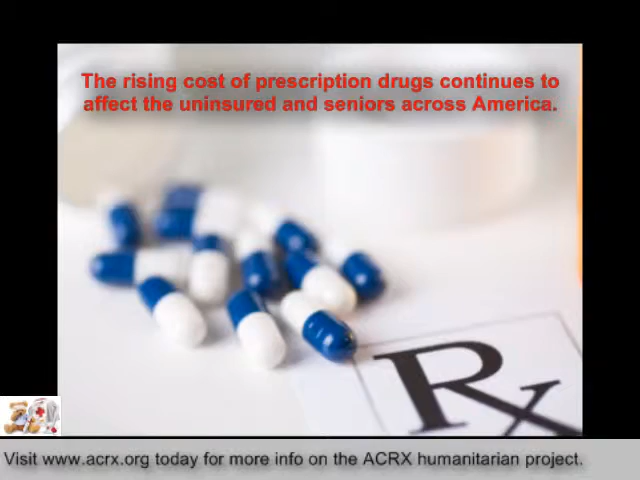 The rising cost of prescription drugs continues to
affect the uninsured and seniors across America.
Rx
Visit www.acrx.org today for more info on the ACRX humanitarian project.